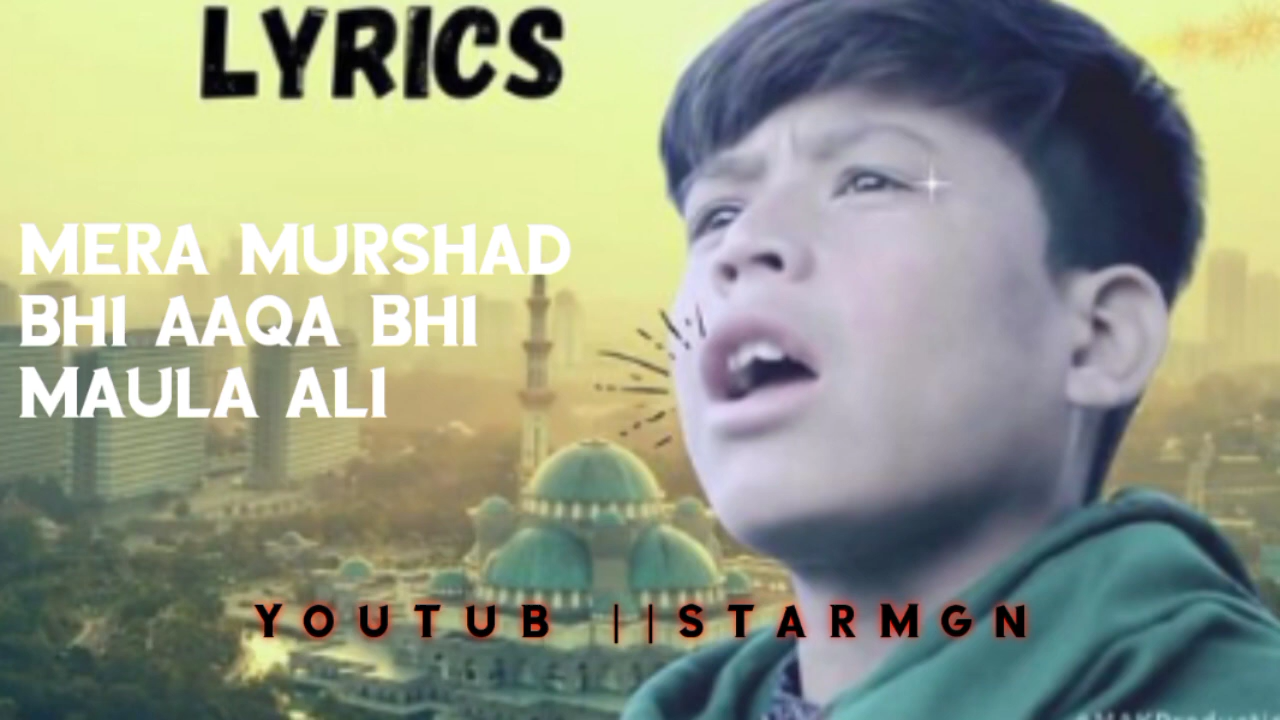 LYRICS
MERA MURSHAD
BHI AAQA BHI
MAULA ALI
YOUTUB ||STARMGN